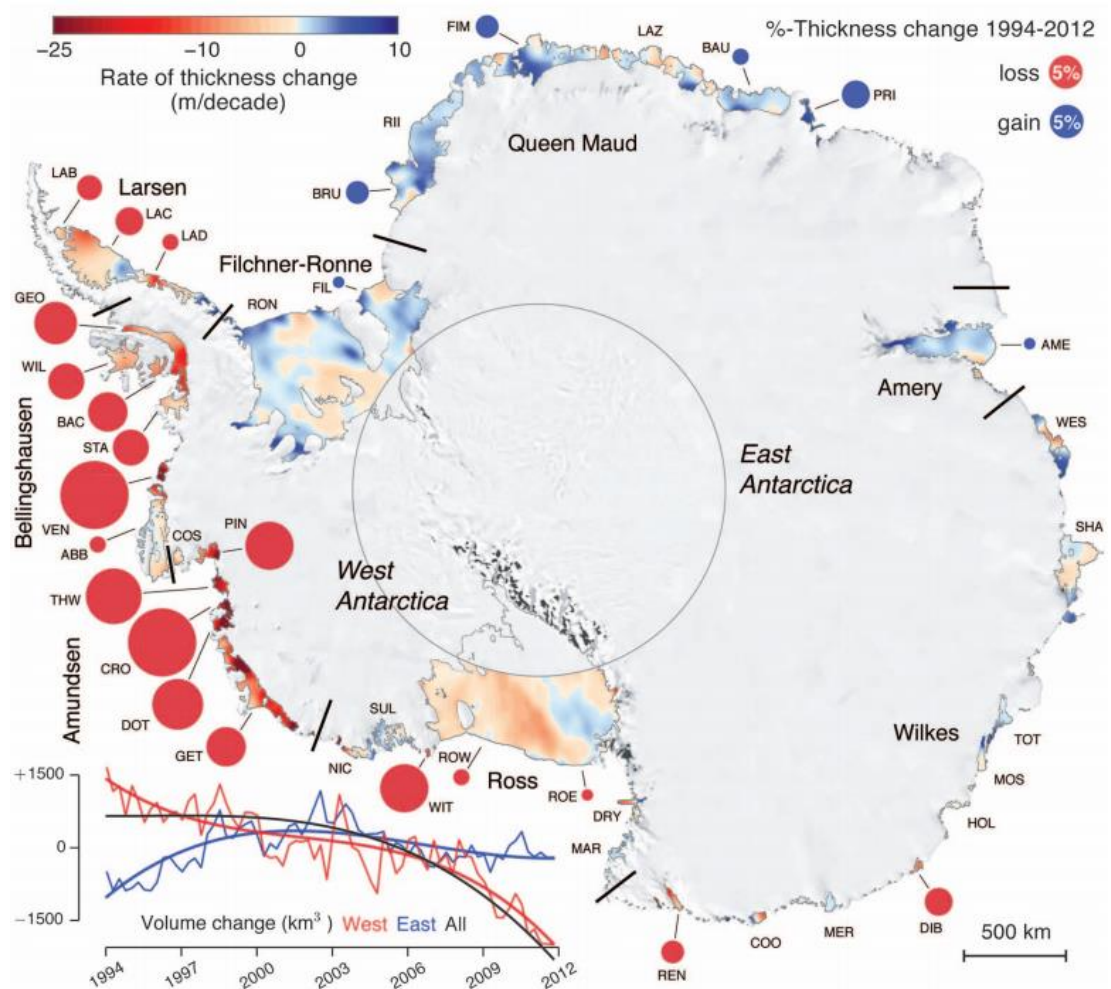 −25
−10
0
10
Rate of thickness change
(m/decade)
%-Thickness change 1994-2012
loss
5%
gain
5%
FIM
LAZ
BAU
PRI
RII
Queen Maud
BRU
LAB
Larsen
LAC
LAD
Filchner-Ronne
FIL
RON
GEO
WIL
BAC
STA
VEN
ABB
Bellingshausen
AME
Amery
WES
East
Antarctica
SHA
COS
PIN
THW
West
Antarctica
CRO
DOT
GET
Amundsen
SUL
NIC
WIT
ROW
Ross
ROE
DRY
MAR
Wilkes
TOT
MOS
HOL
DIB
MER
COO
REN
500 km
+1500
0
−1500
Volume change (km³ ) West East All
1994
1997
2000
2003
2006
2009
2012